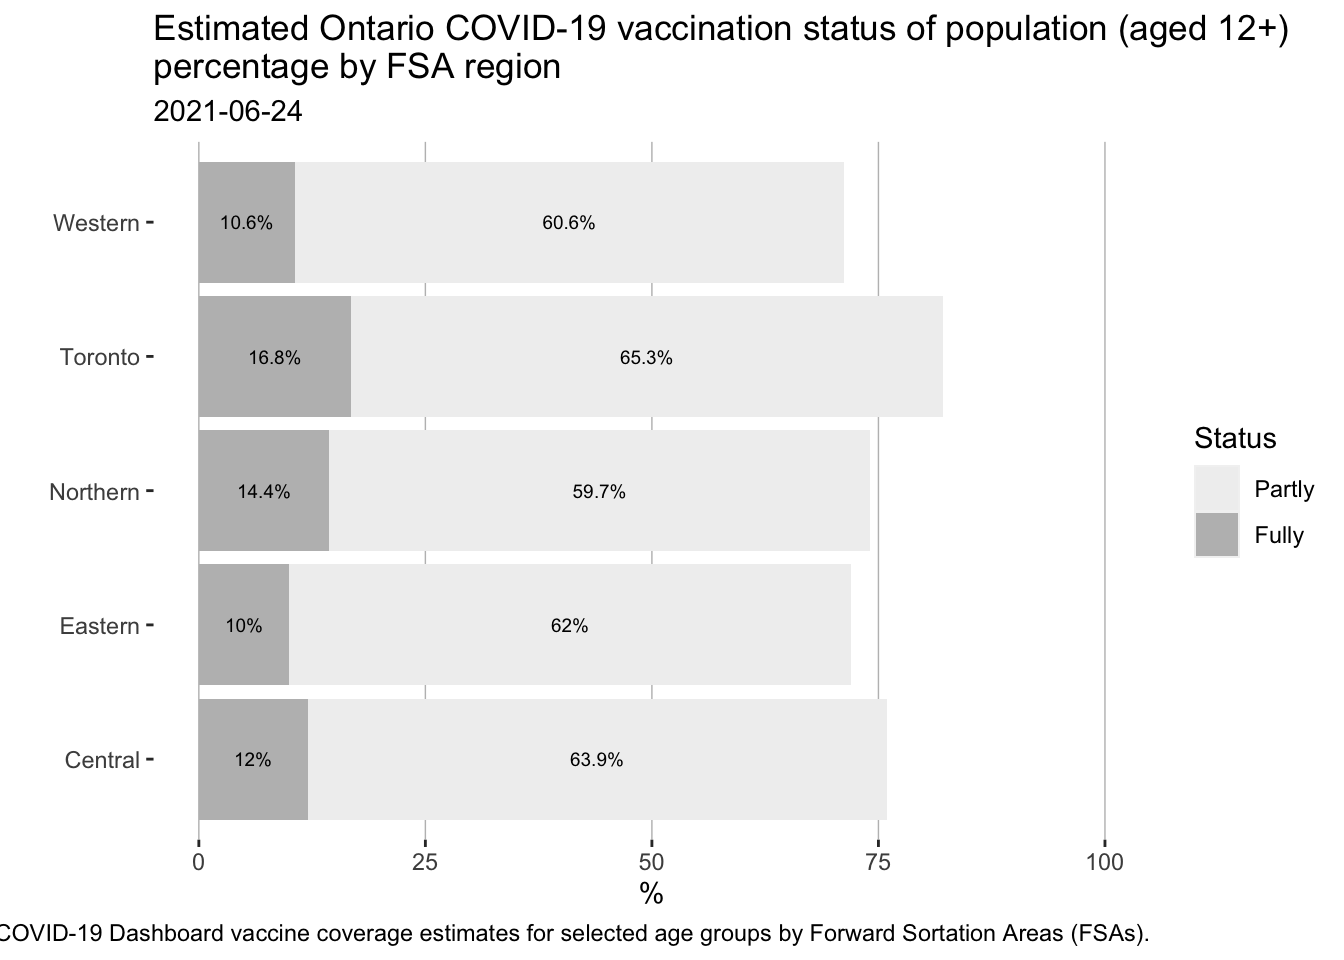 Estimated Ontario COVID-19 vaccination status of population (aged 12+)
percentage by FSA region
2021-06-24
Western
10.6%
60.6%
Toronto
16.8%
65.3%
Northern
14.4%
59.7%
Eastern
10%
62%
Central
12%
63.9%
Status
Partly
Fully
0
25
50
75
100
%
COVID-19 Dashboard vaccine coverage estimates for selected age groups by Forward Sortation Areas (FSAs).